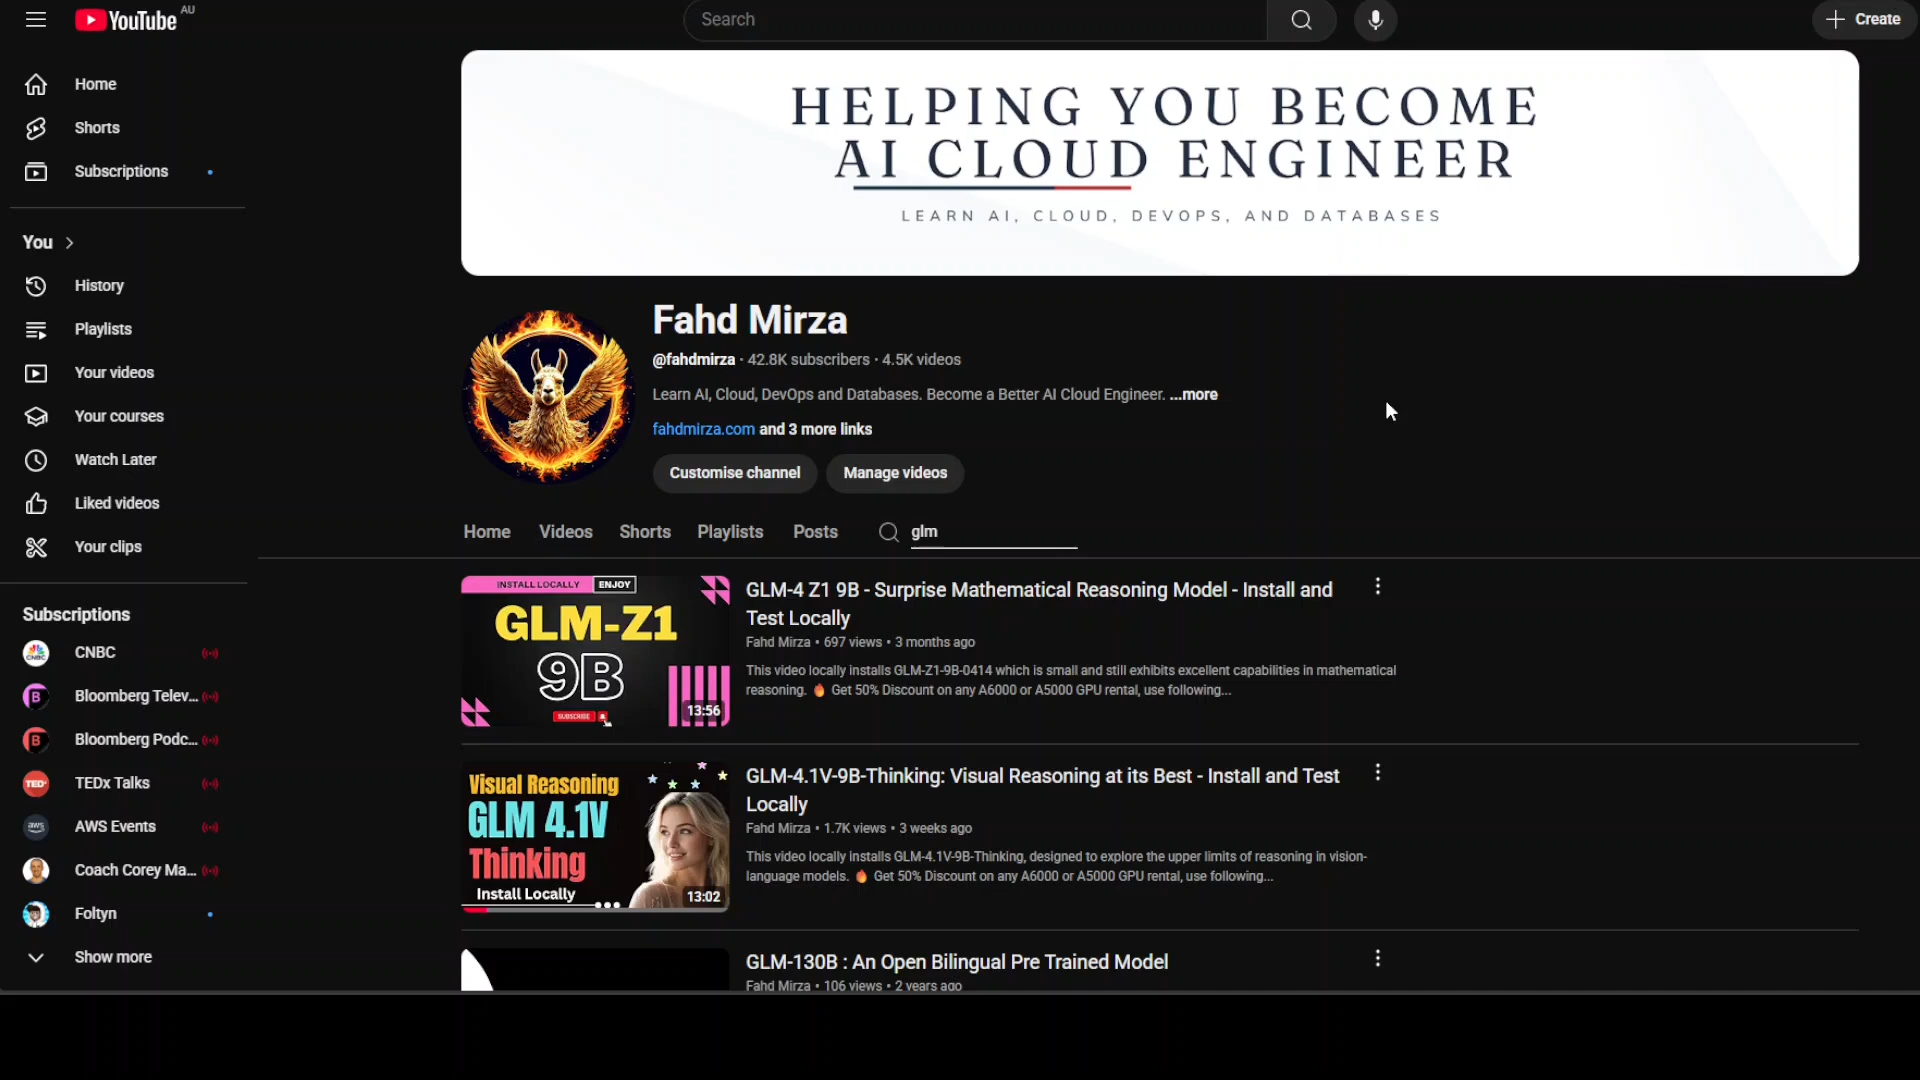 YouTube AU
Search
Create
Home
Shorts
Subscriptions
You
History
Playlists
Your videos
Your courses
Watch Later
Liked videos
Your clips
Subscriptions
CNBC
Bloomberg Telev...
Bloomberg Podc...
TEDx Talks
AWS Events
Coach Corey Ma...
Foltyn
Show more
HELPING YOU BECOME
AI CLOUD ENGINEER
LEARN AI, CLOUD, DEVOPS, AND DATABASES
Fahd Mirza
@fahdmirza · 42.8K subscribers · 4.5K videos
Learn AI, Cloud, DevOps and Databases. Become a Better AI Cloud Engineer. ...more
fahdmirza.com and 3 more links
Customise channel Manage videos
Home Videos Shorts Playlists Posts glm
INSTALL LOCALLY ENJOY
GLM-Z1
9B
SUBSCRIBE
13:56
GLM-4 Z1 9B - Surprise Mathematical Reasoning Model - Install and
Test Locally
Fahd Mirza • 697 views • 3 months ago
This video locally installs GLM-Z1-9B-0414 which is small and still exhibits excellent capabilities in mathematical
reasoning. 🔥 Get 50% Discount on any A6000 or A5000 GPU rental, use following...
Visual Reasoning
GLM 4.1V
Thinking
Install Locally
13:02
GLM-4.1V-9B-Thinking: Visual Reasoning at its Best - Install and Test
Locally
Fahd Mirza • 1.7K views • 3 weeks ago
This video locally installs GLM-4.1V-9B-Thinking, designed to explore the upper limits of reasoning in vision-
language models. 🔥 Get 50% Discount on any A6000 or A5000 GPU rental, use following...
GLM-130B : An Open Bilingual Pre Trained Model
Fahd Mirza • 106 views • 2 years ago